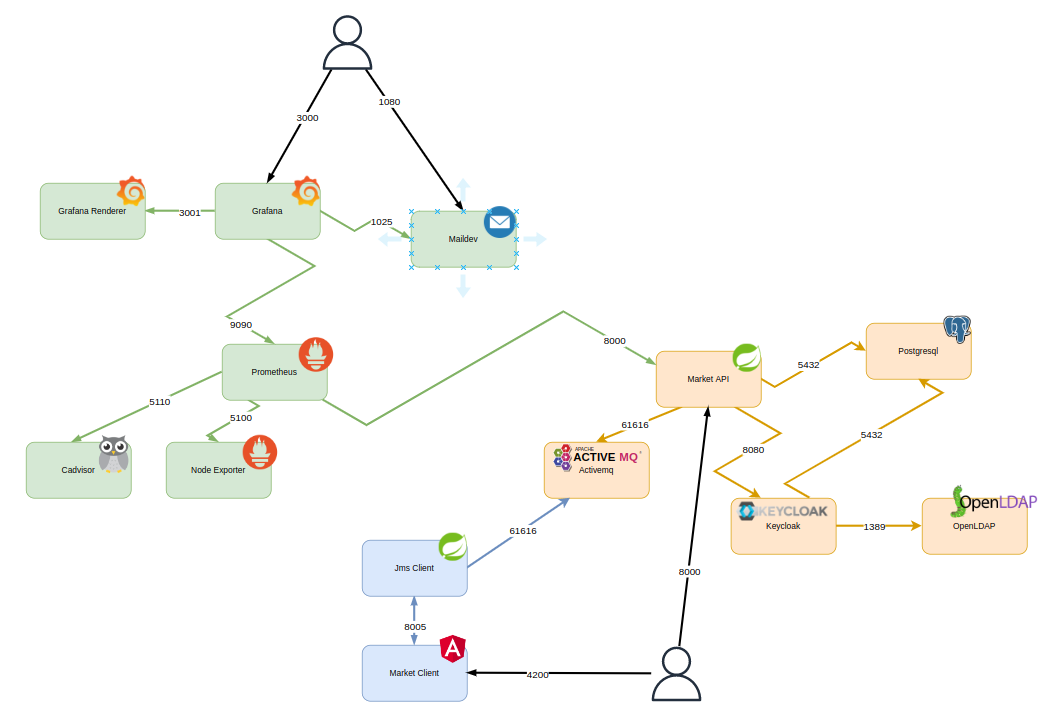 1080
3000
Grafana Renderer
3001
Grafana
1025
Maildev
9090
Prometheus
8000
Market API
5432
Postgresql
5110
5100
61616
8080
5432
Cadvisor
Node Exporter
APACHE
ACTIVE MQ
Activemq
KEYCLOAK
Keycloak
1389
OpenLDAP
OpenLDAP
61616
Jms Client
8000
8005
Market Client
4200